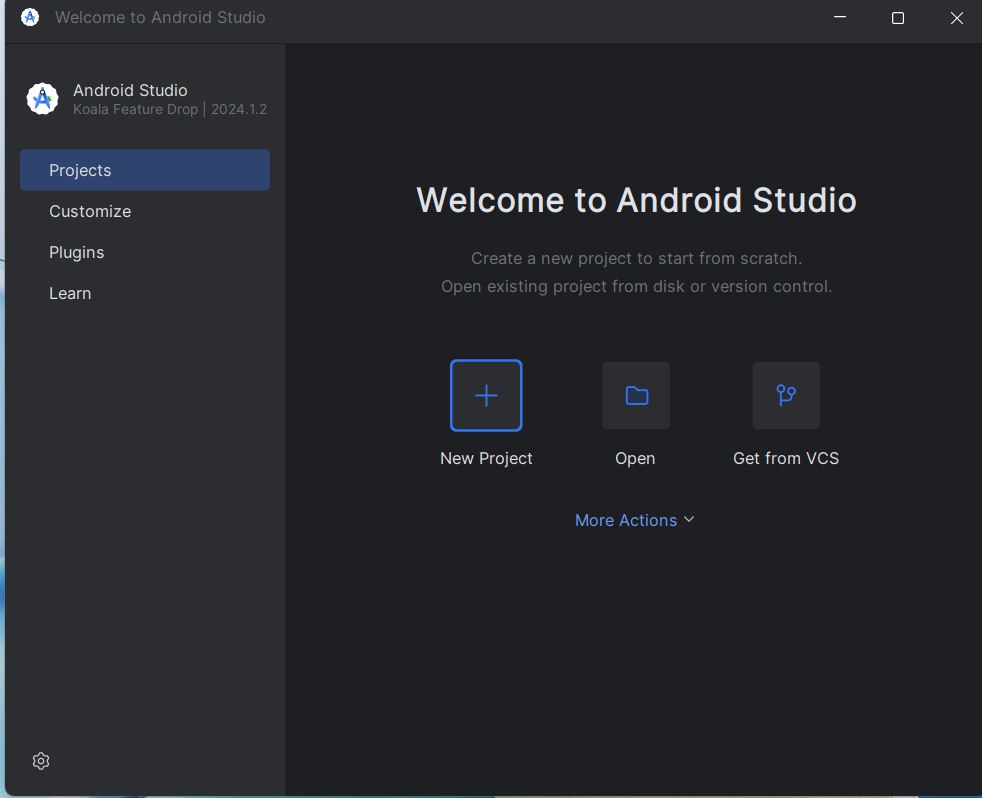 Welcome to Android Studio
Android Studio
Koala Feature Drop | 2024.1.2
Projects
Customize
Plugins
Learn
Welcome to Android Studio
Create a new project to start from scratch.
Open existing project from disk or version control.
New Project
Open
Get from VCS
More Actions